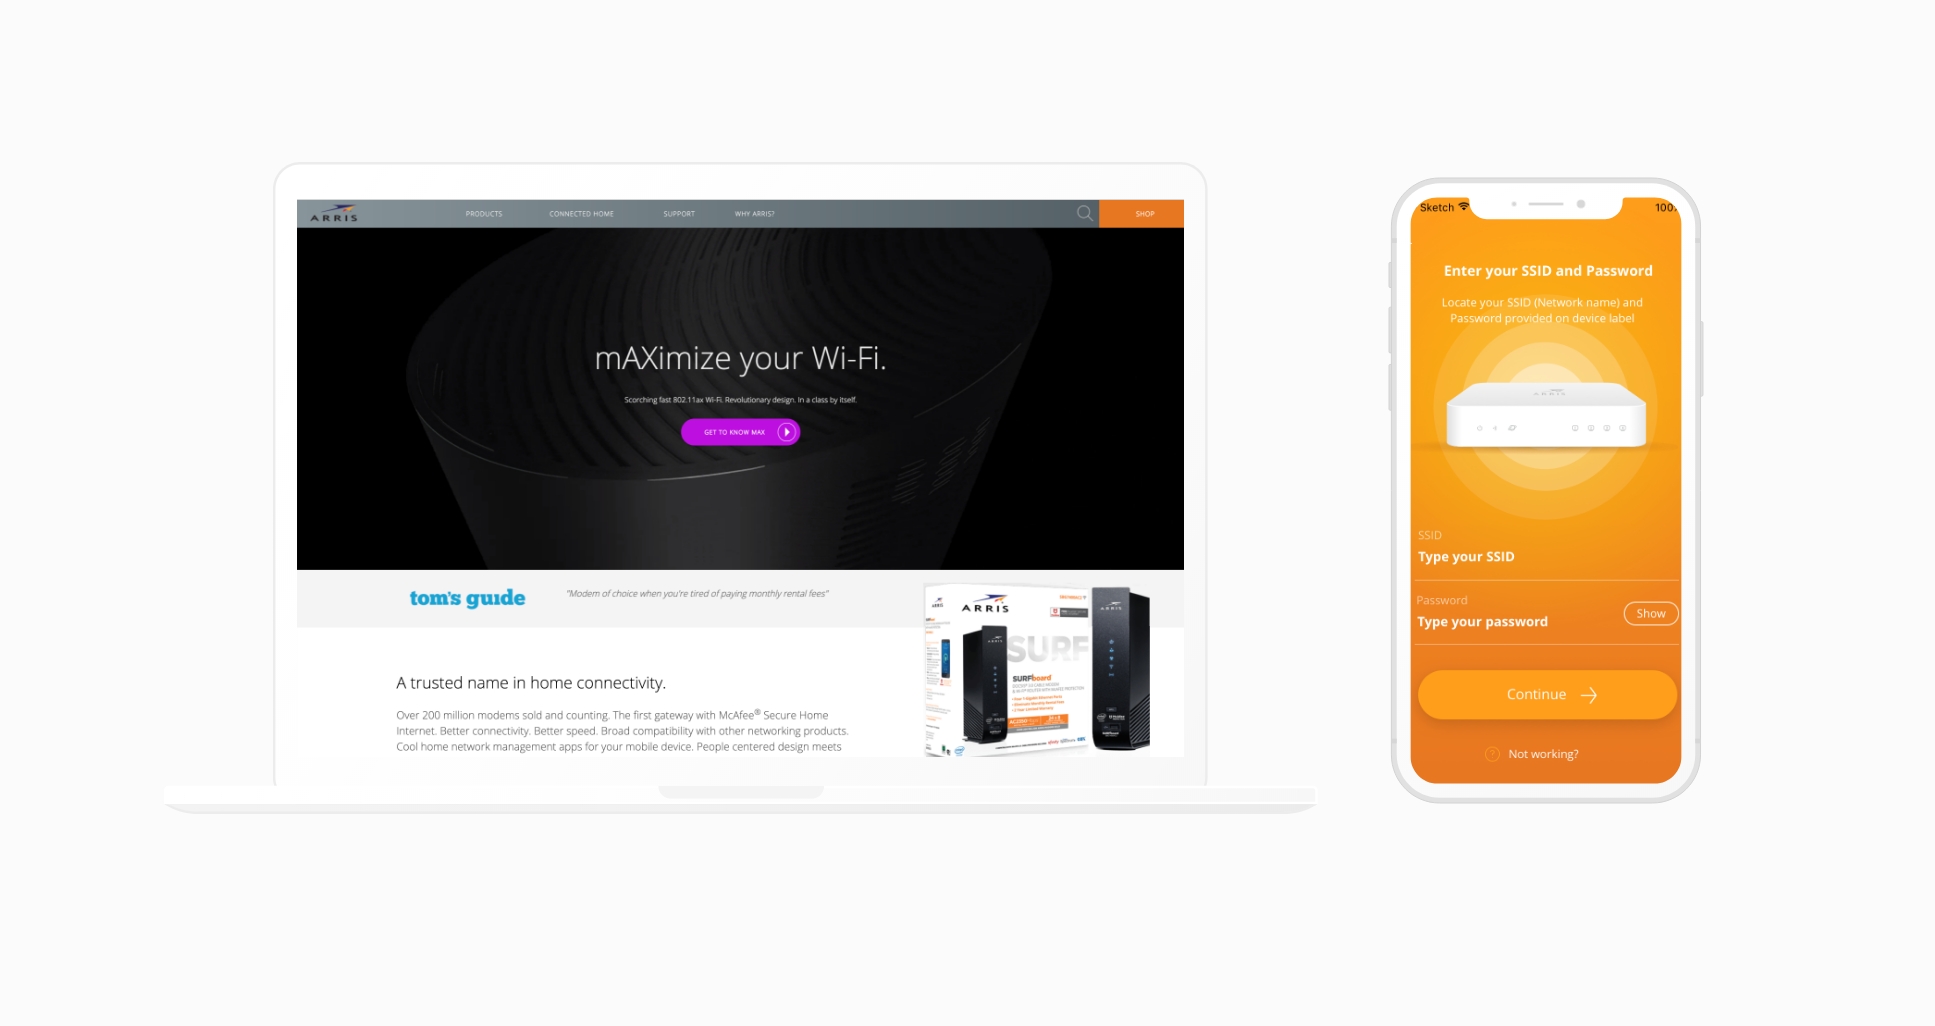 ARRIS
PRODUCTS
CONNECTED HOME
SUPPORT
WHY ARRIS?
SHOP
mAXimize your Wi-Fi.
Scorching fast 802.11ax Wi-Fi. Revolutionary design. In a class by itself.
GET TO KNOW MAX
tom's guide
"Modem of choice when you're tired of paying monthly rental fees"
A trusted name in home connectivity.
Over 200 million modems sold and counting. The first gateway with McAfee® Secure Home
Internet. Better connectivity. Better speed. Broad compatibility with other networking products.
Cool home network management apps for your mobile device. People centered design meets
ARRIS
ARRIS
SURF
SURFboard
Sketch
100
Enter your SSID and Password
Locate your SSID (Network name) and
Password provided on device label
ARRIS
SSID
Type your SSID
Password
Type your password
Show
Continue
Not working?